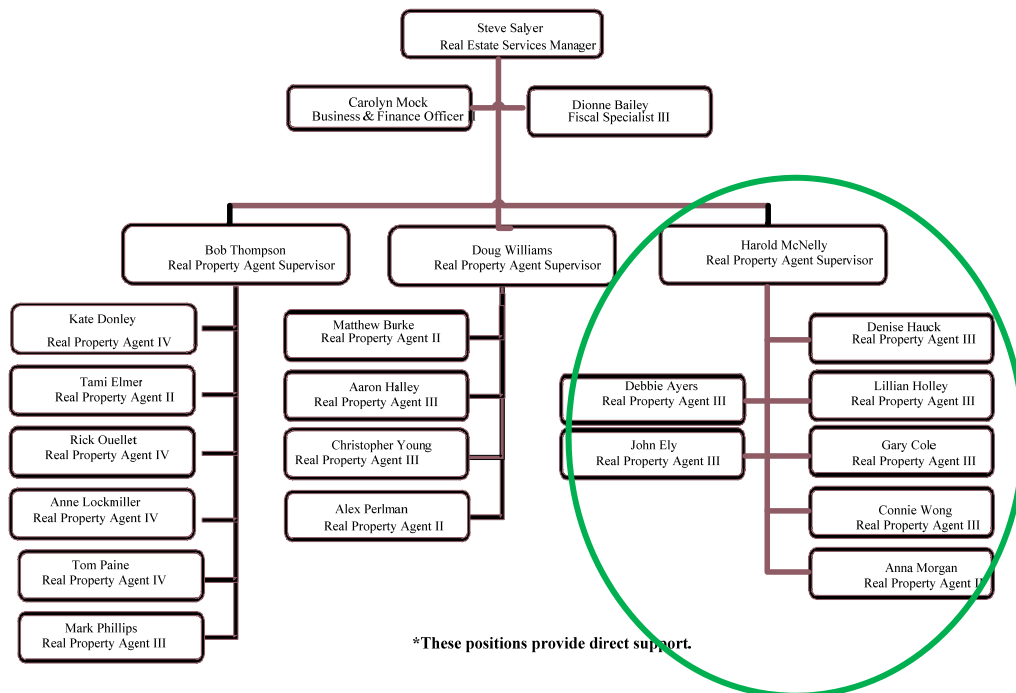 Steve Salyer
Real Estate Services Manager
Carolyn Mock
Business & Finance Officer II
Dionne Bailey
Fiscal Specialist III
Bob Thompson
Real Property Agent Supervisor
Doug Williams
Real Property Agent Supervisor
Harold McNelly
Real Property Agent Supervisor
Kate Donley
Real Property Agent IV
Tami Elmer
Real Property Agent II
Rick Ouellet
Real Property Agent IV
Anne Lockmiller
Real Property Agent IV
Tom Paine
Real Property Agent IV
Mark Phillips
Real Property Agent III
Matthew Burke
Real Property Agent II
Aaron Halley
Real Property Agent III
Christopher Young
Real Property Agent III
Alex Perlman
Real Property Agent II
Debbie Ayers
Real Property Agent III
John Ely
Real Property Agent III
Denise Hauck
Real Property Agent III
Lillian Holley
Real Property Agent III
Gary Cole
Real Property Agent III
Connie Wong
Real Property Agent III
Anna Morgan
Real Property Agent
*These positions provide direct support.